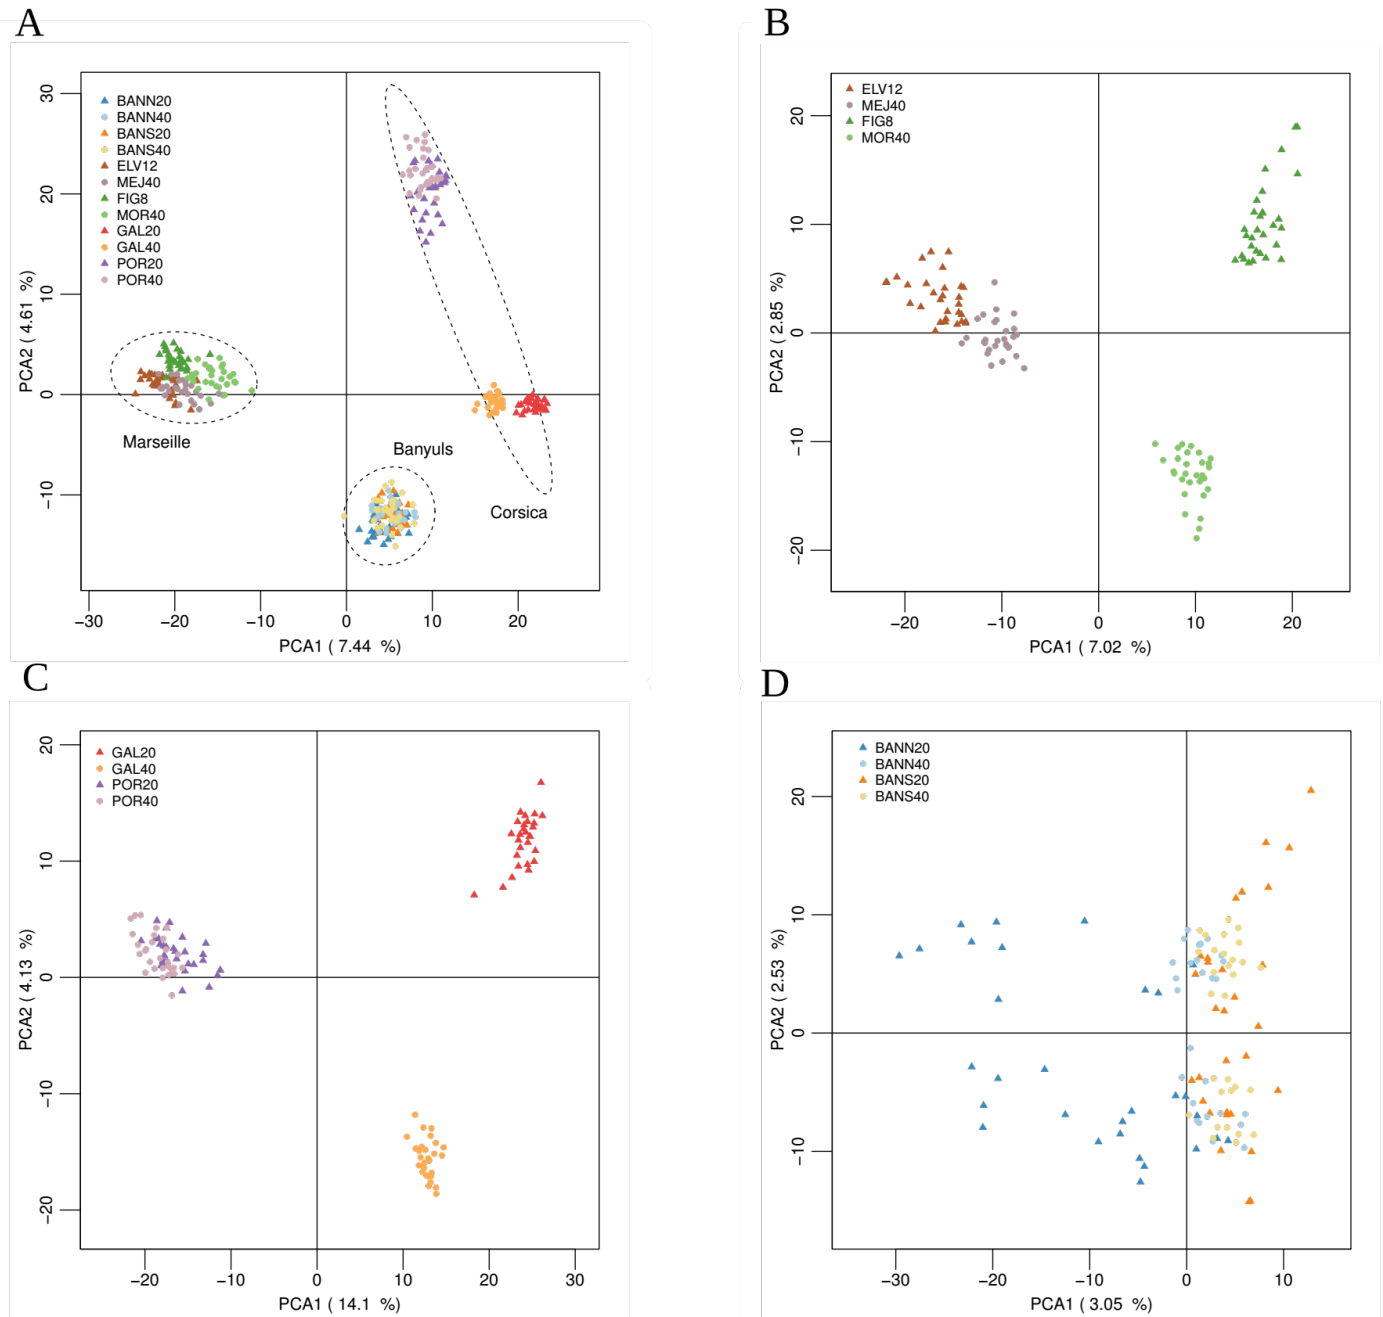 A
BANN20
BANN40
BANS20
BANS40
ELV12
MEJ40
FIG8
MOR40
GAL20
GAL40
POR20
POR40
30
20
10
0
−10
PCA2 ( 4.61 %)
Marseille
Banyuls
Corsica
−30
−20
−10
0
10
20
PCA1 ( 7.44 %)
B
ELV12
MEJ40
FIG8
MOR40
20
10
0
−10
−20
PCA2 ( 2.85 %)
−20
−10
0
10
20
PCA1 ( 7.02 %)
C
GAL20
GAL40
POR20
POR40
20
10
0
−10
−20
PCA2 ( 4.13 %)
−20
−10
0
10
20
30
PCA1 ( 14.1 %)
D
BANN20
BANN40
BANS20
BANS40
20
10
0
−10
PCA2 ( 2.53 %)
−30
−20
−10
0
10
PCA1 ( 3.05 %)